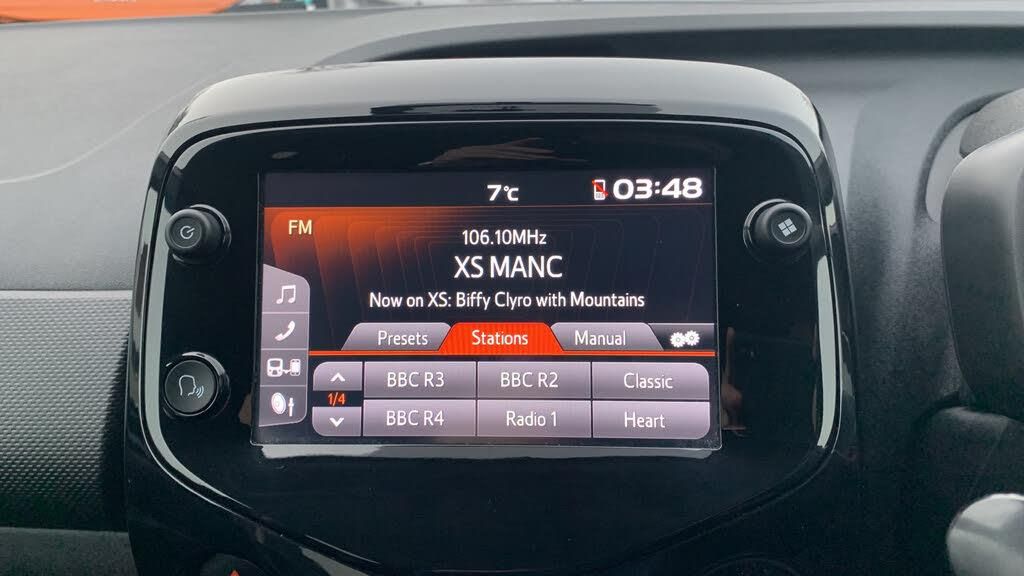 7°C 03:48
FM
106.10MHz
XS MANC
Now on XS: Biffy Clyro with Mountains
Presets Stations Manual
BBC R3 BBC R2 Classic
1/4
BBC R4 Radio 1 Heart